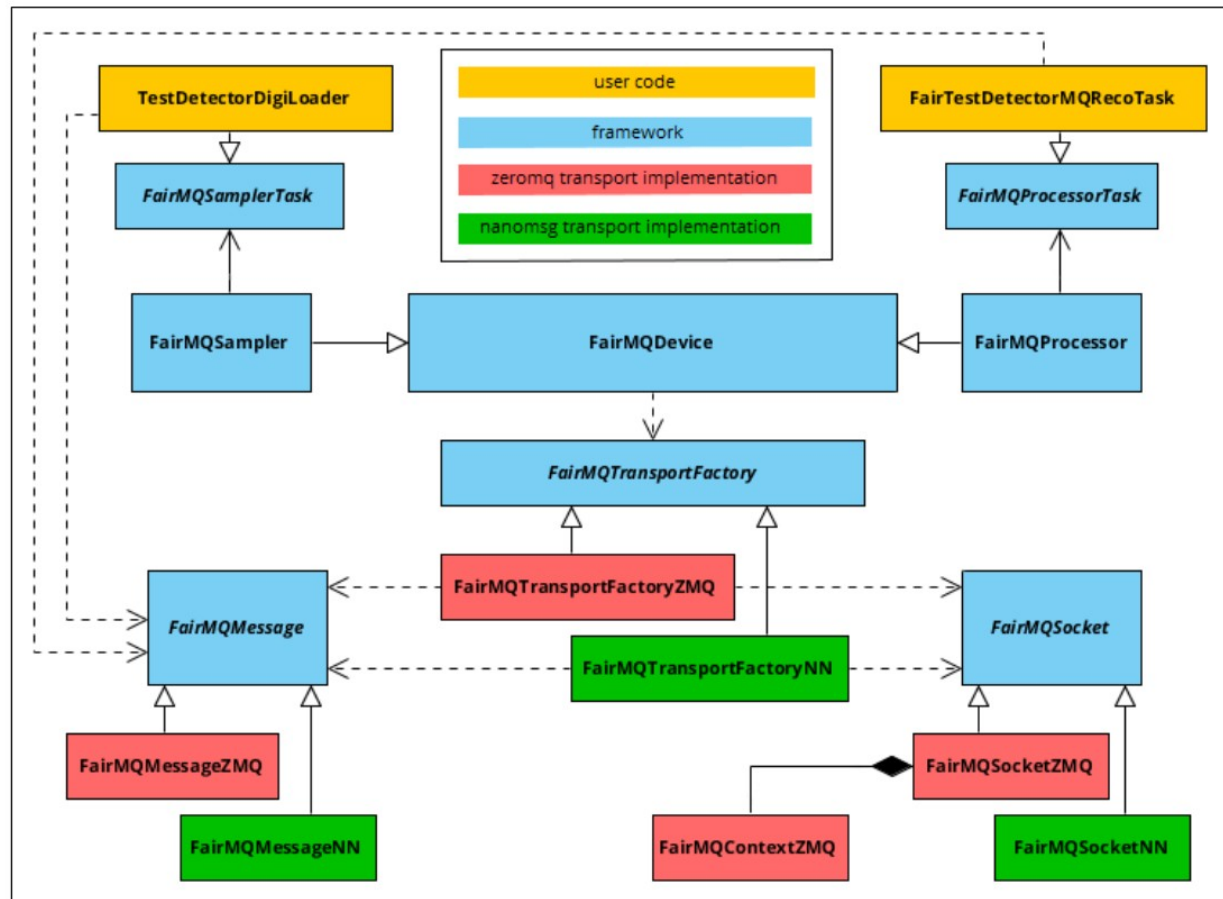 user code
TestDetectorDigiLoader
FairTestDetectorMQRecoTask
framework
zeromq transport implementation
FairMQSamplerTask
FairMQProcessorTask
nanomsg transport implementation
FairMQSampler
FairMQDevice
FairMQProcessor
FairMQTransportFactory
FairMQTransportFactoryZMQ
FairMQMessage
FairMQSocket
FairMQTransportFactoryNN
FairMQMessageZMQ
FairMQSocketZMQ
FairMQMessageNN
FairMQContextZMQ
FairMQSocketNN